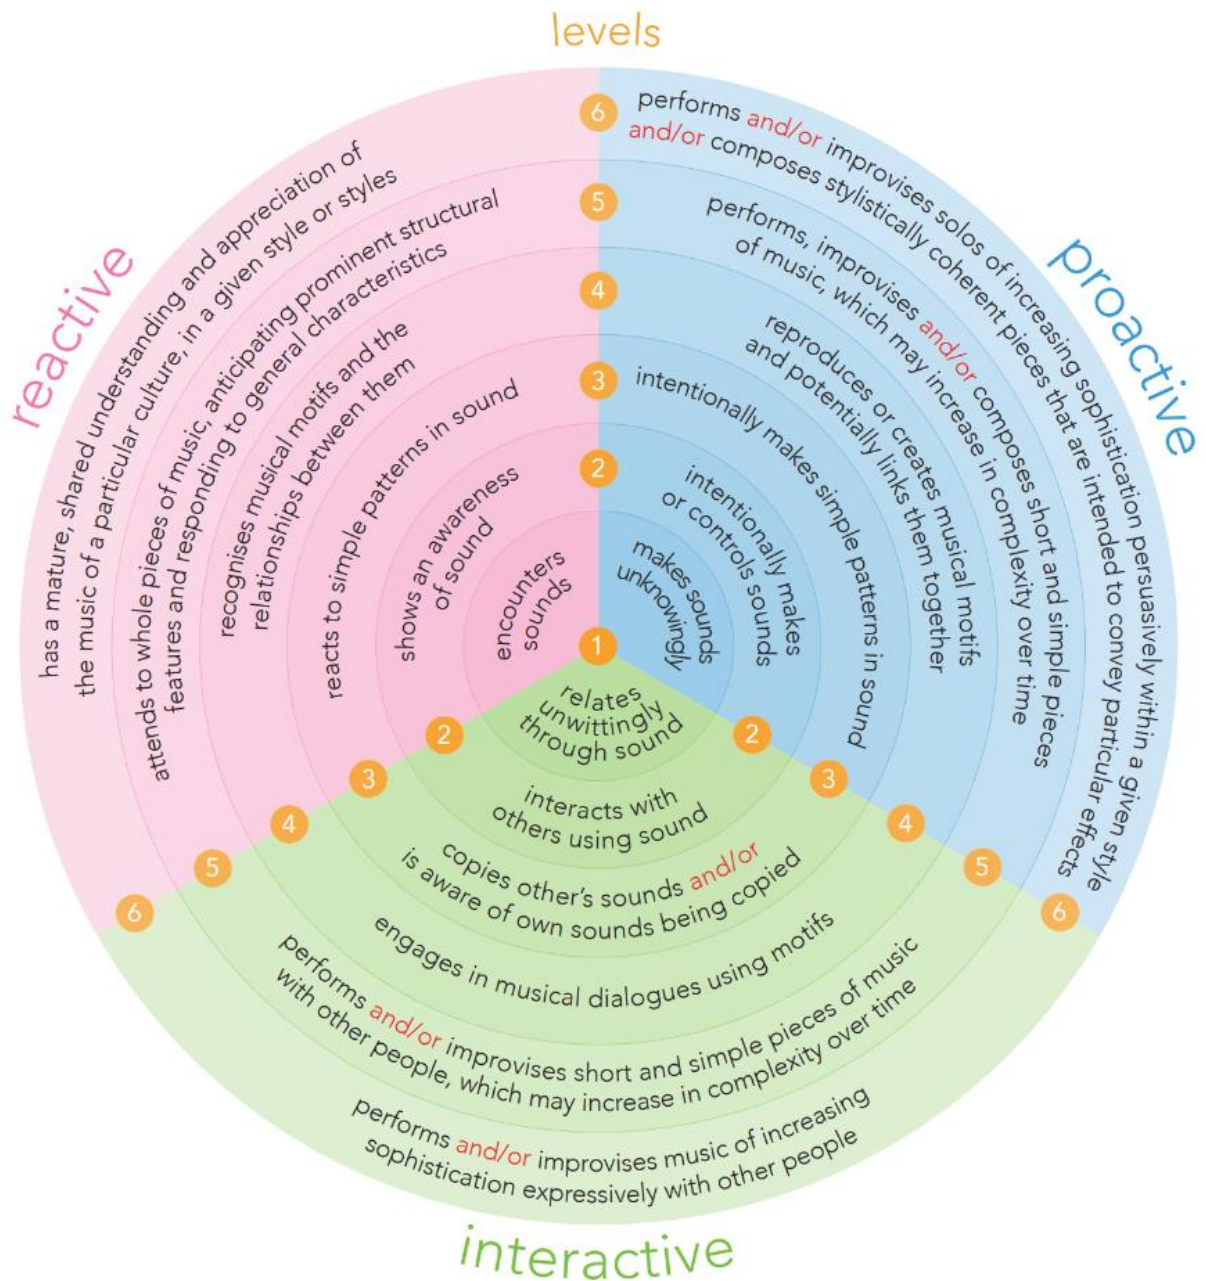 levels
reactive
proactive
interactive
6
5
4
3
2
1
2
3
4
5
6
2
3
4
5
6
has a mature, shared understanding and appreciation of
the music of a particular culture, in a given style or styles
attends to whole pieces of music, anticipating prominent structural
features and responding to general characteristics
recognises musical motifs and the
relationships between them
reacts to simple patterns in sound
shows an awareness
of sound
encounters
sounds
performs and/or improvises solos of increasing sophistication persuasively within a given style
and/or composes stylistically coherent pieces that are intended to convey particular effects
performs, improvises and/or composes short and simple pieces
of music, which may increase in complexity over time
reproduces or creates musical motifs
and potentially links them together
intentionally makes simple patterns in sound
intentionally makes
or controls sounds
makes sounds
unknowingly
relates
unwittingly
through sound
interacts with
others using sound
copies other's sounds and/or
is aware of own sounds being copied
engages in musical dialogues using motifs
performs and/or improvises short and simple pieces of music
with other people, which may increase in complexity over time
performs and/or improvises music of increasing
sophistication expressively with other people